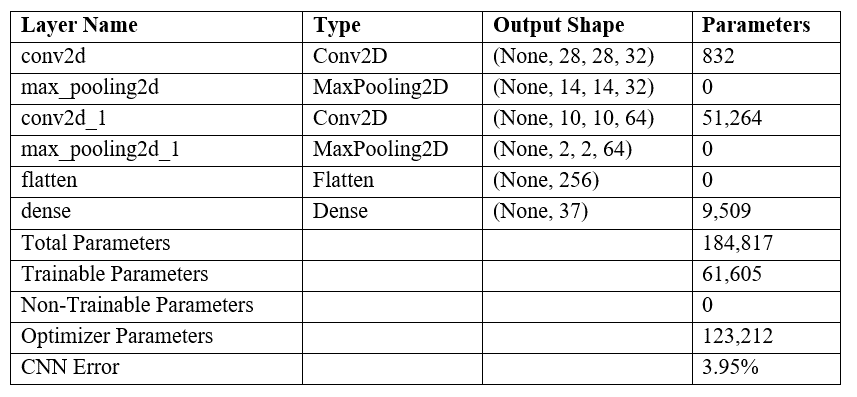 Layer Name Type Output Shape Parameters
conv2d Conv2D (None, 28, 28, 32) 832
max_pooling2d MaxPooling2D (None, 14, 14, 32) 0
conv2d_1 Conv2D (None, 10, 10, 64) 51,264
max_pooling2d_1 MaxPooling2D (None, 2, 2, 64) 0
flatten Flatten (None, 256) 0
dense Dense (None, 37) 9,509
Total Parameters 184,817
Trainable Parameters 61,605
Non-Trainable Parameters 0
Optimizer Parameters 123,212
CNN Error 3.95%